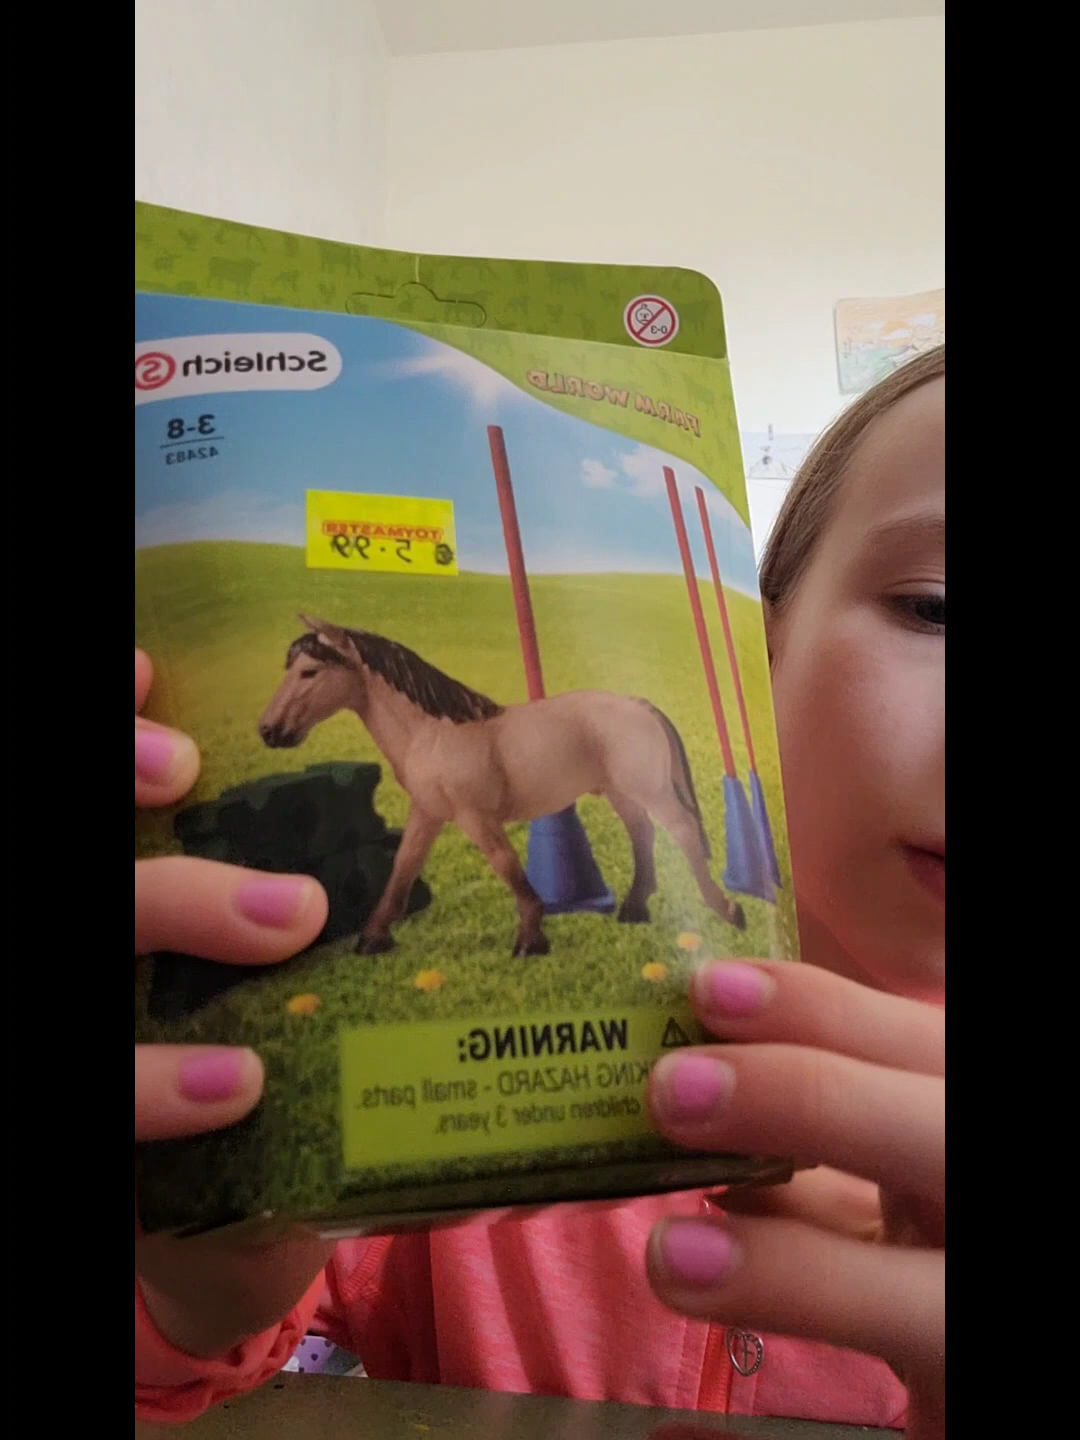 0-3
Schleich S
FARM WORLD
3-8
42483
TOYMASTER
€ 5.99
WARNING:
KING HAZARD - small parts.
children under 3 years.